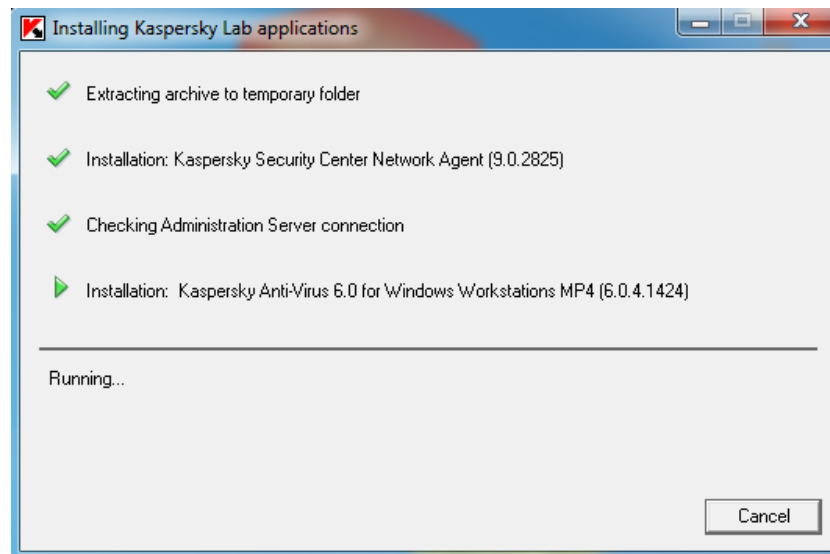 Installing Kaspersky Lab applications
Extracting archive to temporary folder
Installation: Kaspersky Security Center Network Agent (9.0.2825)
Checking Administration Server connection
Installation:  Kaspersky Anti-Virus 6.0 for Windows Workstations MP4 (6.0.4.1424)
Running...
Cancel